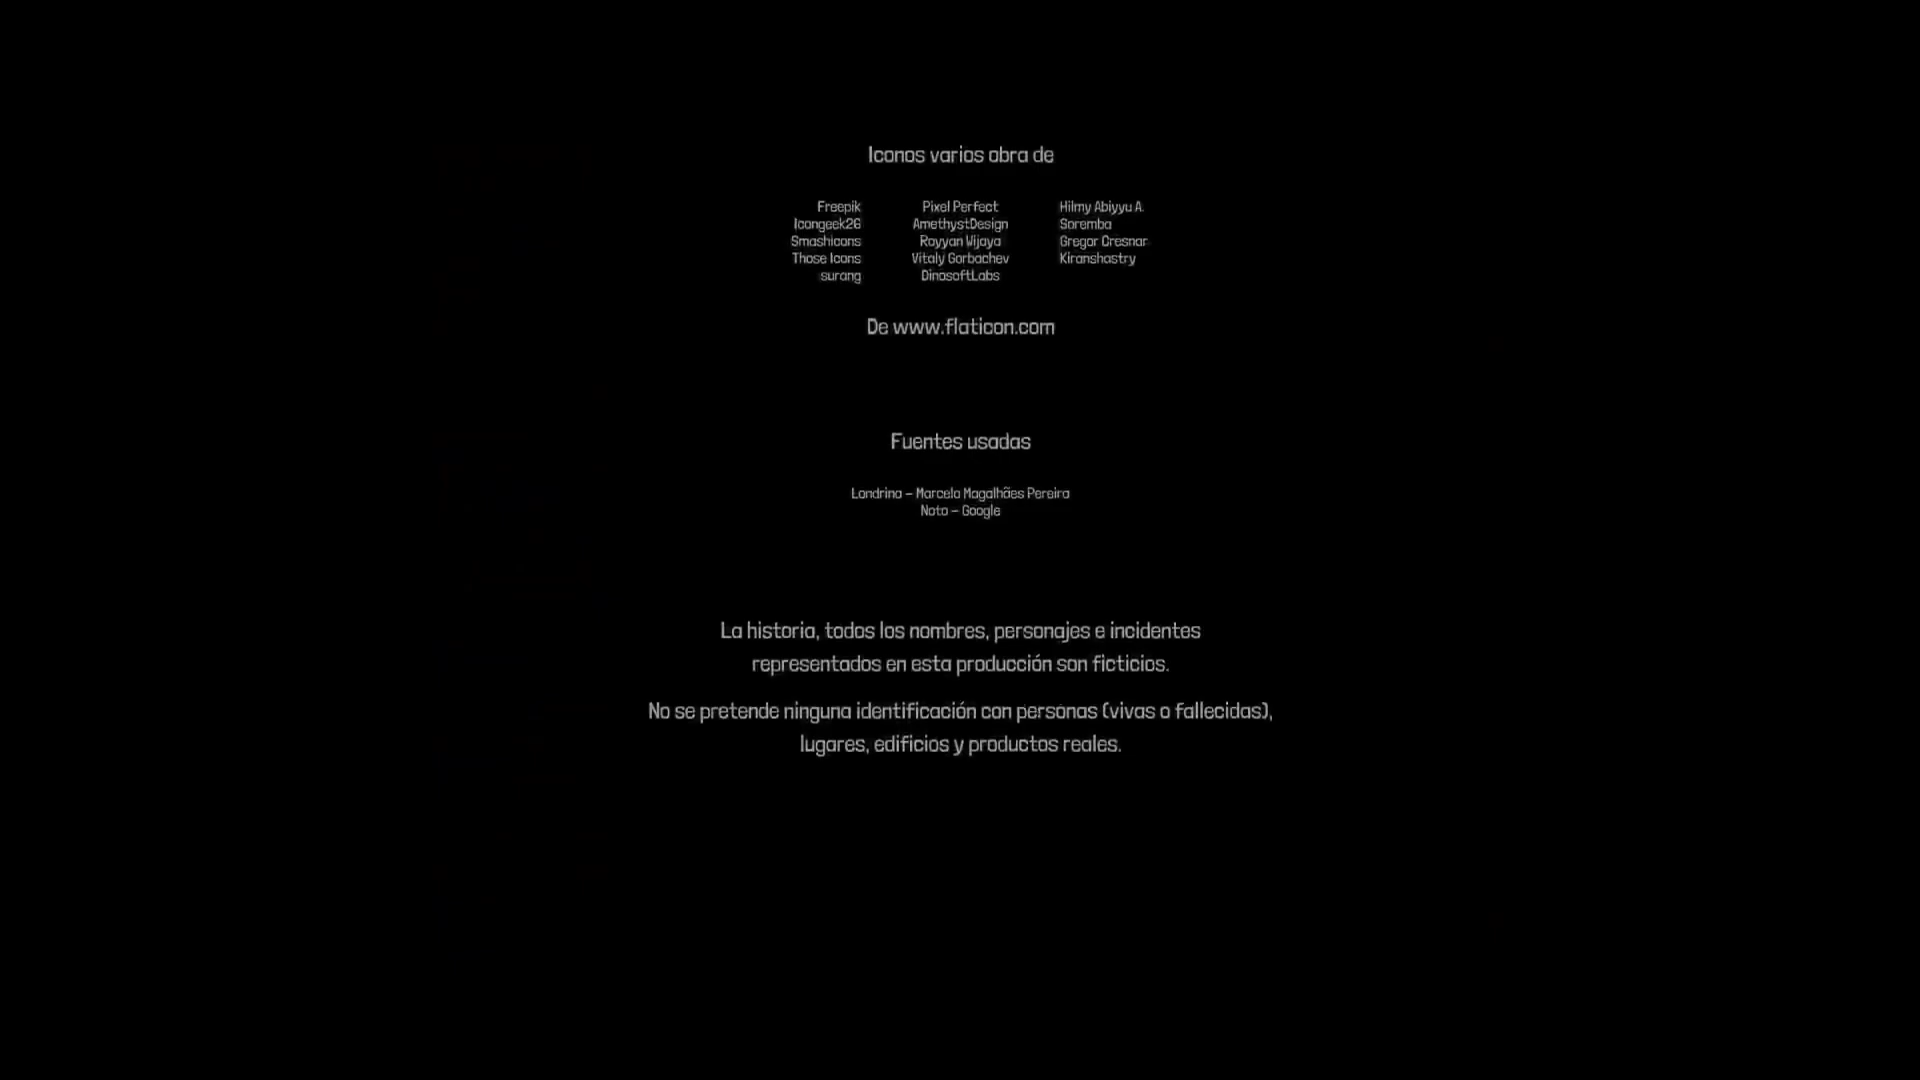 Iconos varios obra de
Freepik
Icongeek26
Smashicons
Those Icons
surang
Pixel Perfect
AmethystDesign
Rayyan Wijaya
Vitaly Gorbachev
DinosoftLabs
Hilmy Abiyyu A.
Soremba
Gregor Cresnar
Kiranshastry
De www.flaticon.com
Fuentes usadas
Londrina – Marcelo Magalhães Pereira
Noto – Google
La historia, todos los nombres, personajes e incidentes
representados en esta producción son ficticios.
No se pretende ninguna identificación con personas (vivas o fallecidas),
lugares, edificios y productos reales.